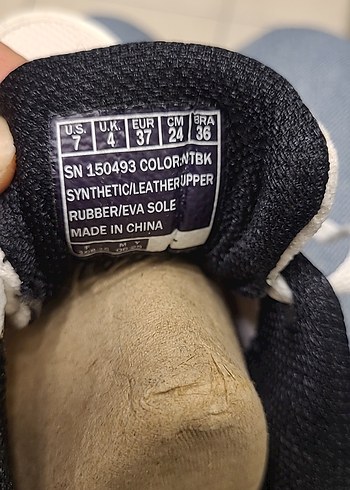 U.S. U.K. EUR CM BRA
7 4 37 24 36
SN 150493 COLOR:NTBK
SYNTHETIC/LEATHER UPPER
RUBBER/EVA SOLE
MADE IN CHINA